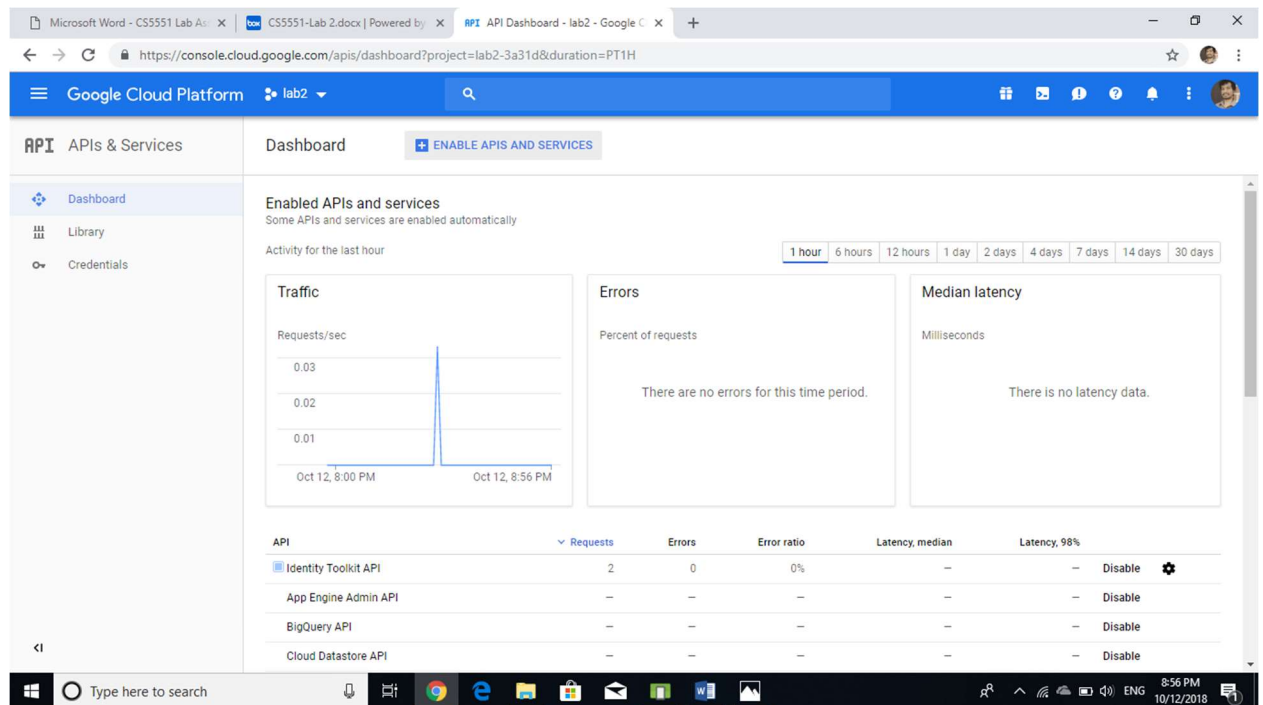 Microsoft Word - CS5551 Lab As
CS5551-Lab 2.docx | Powered by
API API Dashboard - lab2 - Google C
https://console.cloud.google.com/apis/dashboard?project=lab2-3a31d&duration=PT1H
Google Cloud Platform lab2
API APIs & Services
Dashboard
ENABLE APIS AND SERVICES
Dashboard
Library
Credentials
Enabled APIs and services
Some APIs and services are enabled automatically
Activity for the last hour
1 hour 6 hours 12 hours 1 day 2 days 4 days 7 days 14 days 30 days
Traffic
Requests/sec
0.03
0.02
0.01
Oct 12, 8:00 PM Oct 12, 8:56 PM
Errors
Percent of requests
There are no errors for this time period.
Median latency
Milliseconds
There is no latency data.
API Requests Errors Error ratio Latency, median Latency, 98%
Identity Toolkit API 2 0 0% – – Disable
App Engine Admin API – – – – – Disable
BigQuery API – – – – – Disable
Cloud Datastore API – – – – – Disable
Type here to search
ENG
8:56 PM
10/12/2018